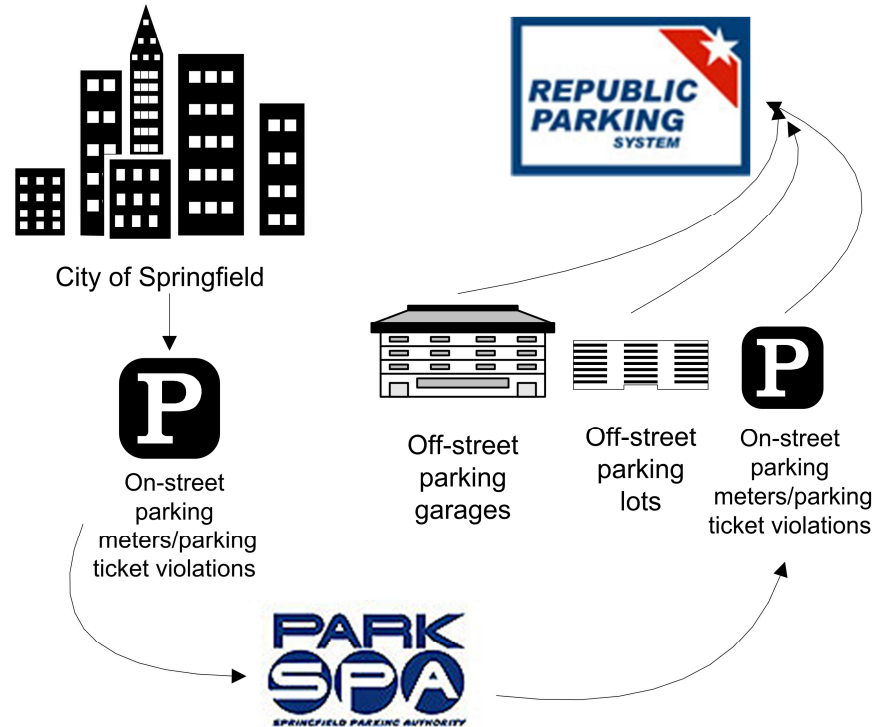 REPUBLIC
PARKING
SYSTEM
City of Springfield
P
On-street
parking
meters/parking
ticket violations
Off-street
parking
garages
Off-street
parking
lots
P
On-street
parking
meters/parking
ticket violations
PARK
SPA
SPRINGFIELD PARKING AUTHORITY